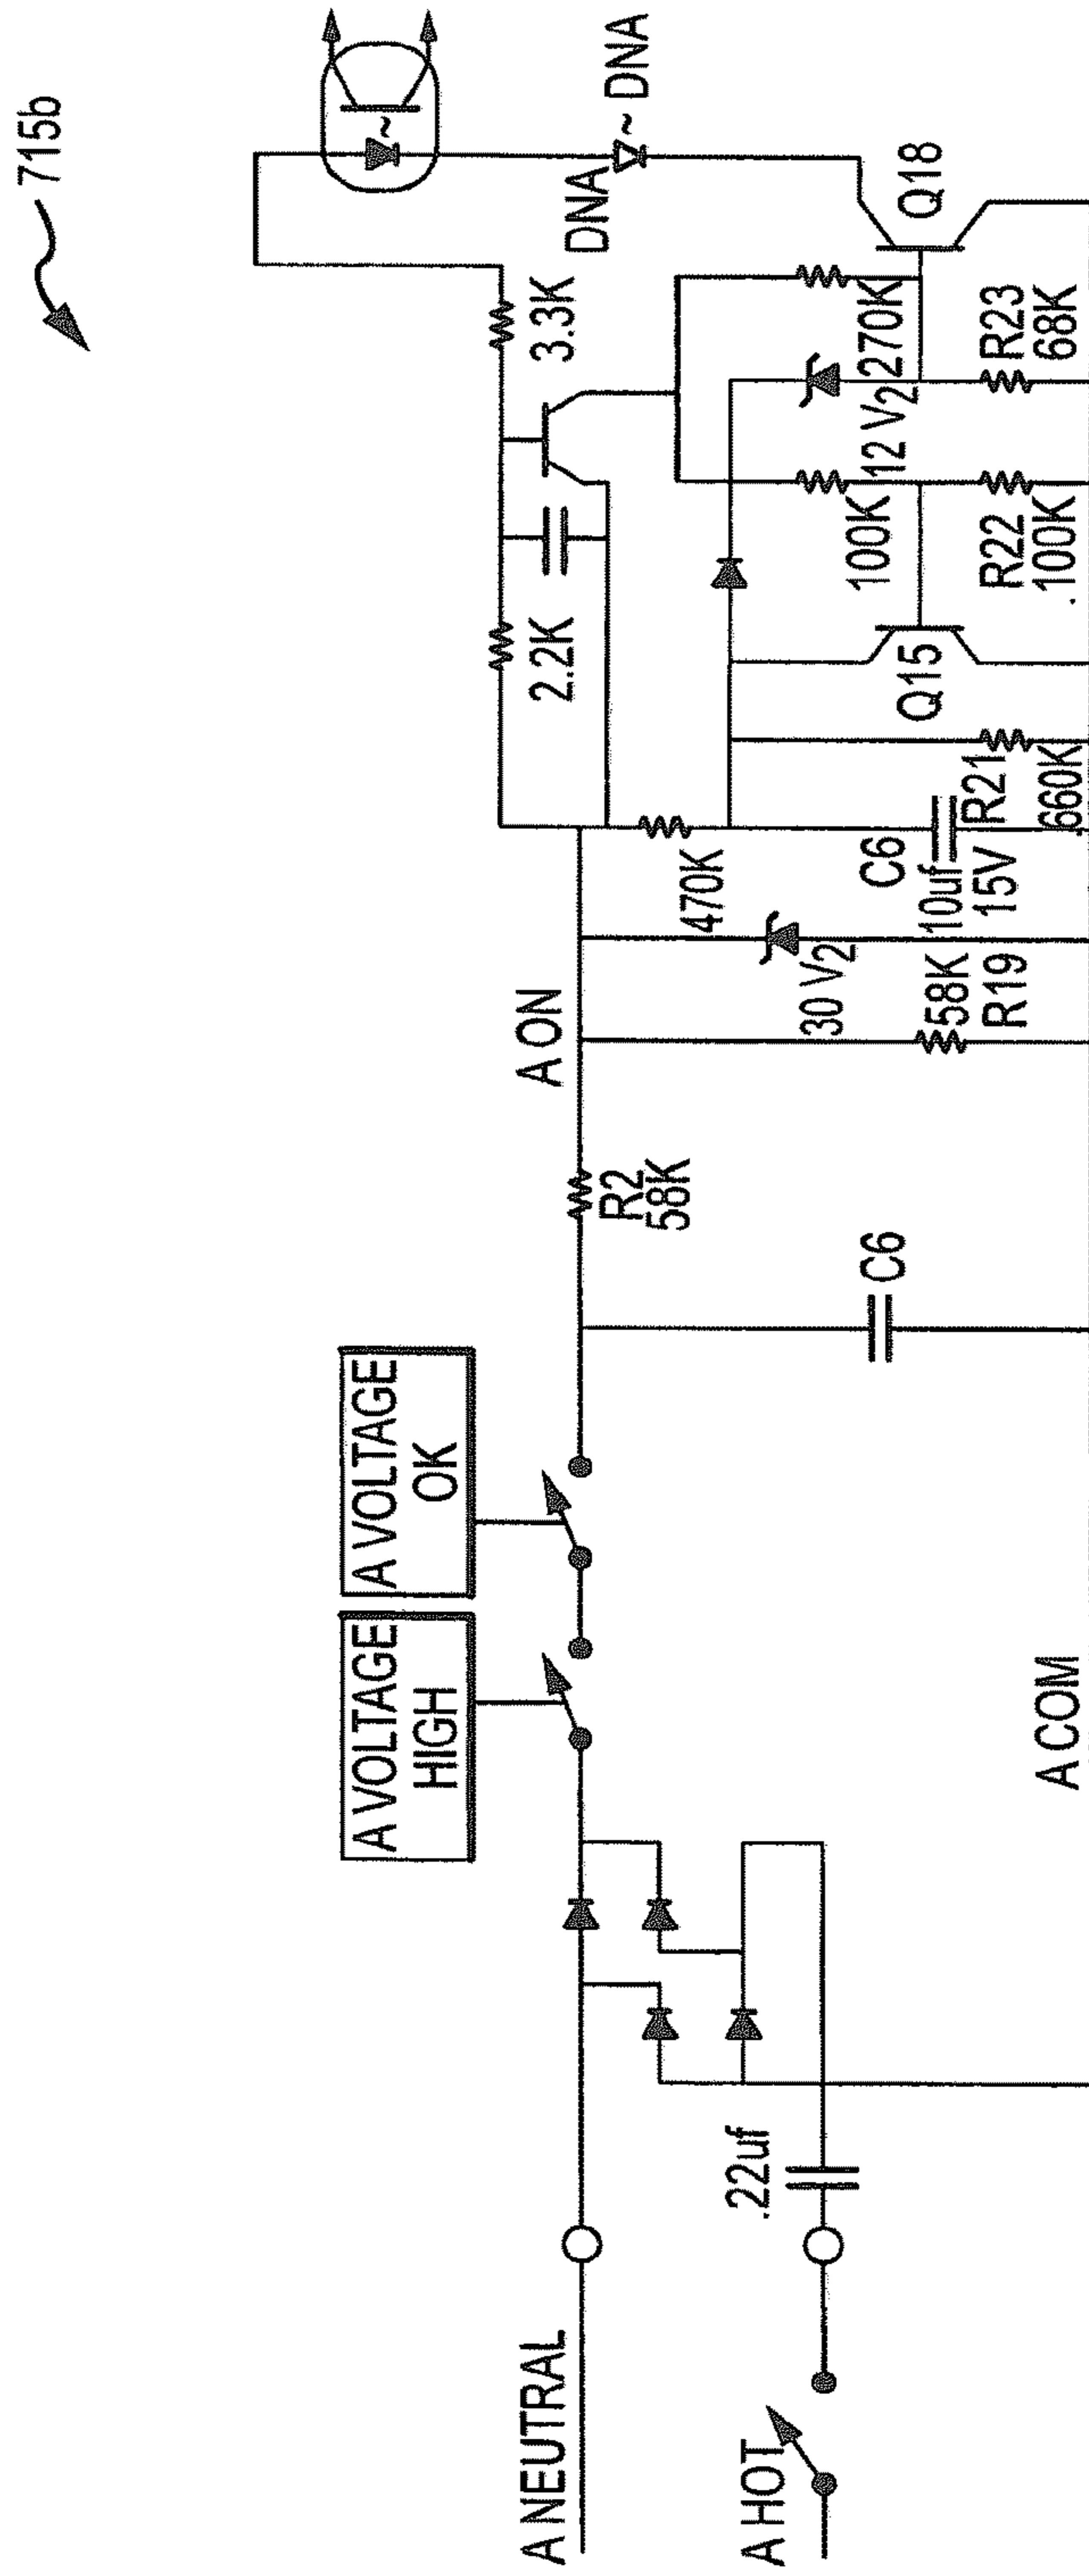 715b
A VOLTAGE
HIGH
A VOLTAGE
OK
A NEUTRAL
A HOT
.22uf
A COM
C6
R2
58K
A ON
58K
R19
30 V2
470K
C6
10uf
15V
R21
.660K
2.2K
3.3K
Q15
100K
R22
.100K
12 V2
270K
R23
68K
Q18
DNA
~ DNA
~